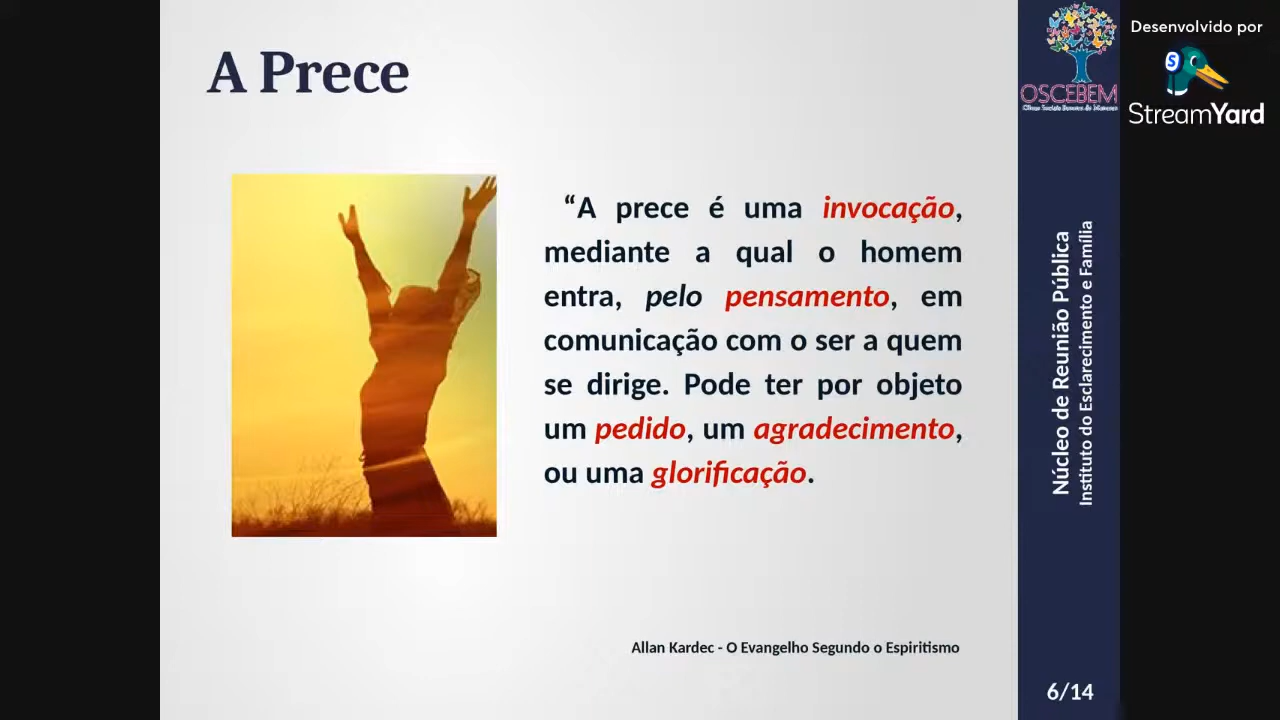 A Prece
“A prece é uma invocação,
mediante a qual o homem
entra, pelo pensamento, em
comunicação com o ser a quem
se dirige. Pode ter por objeto
um pedido, um agradecimento,
ou uma glorificação.
Allan Kardec - O Evangelho Segundo o Espiritismo
OSCEBEM
Núcleo de Reunião Pública
Instituto do Esclarecimento e Família
6/14
Desenvolvido por
S
StreamYard